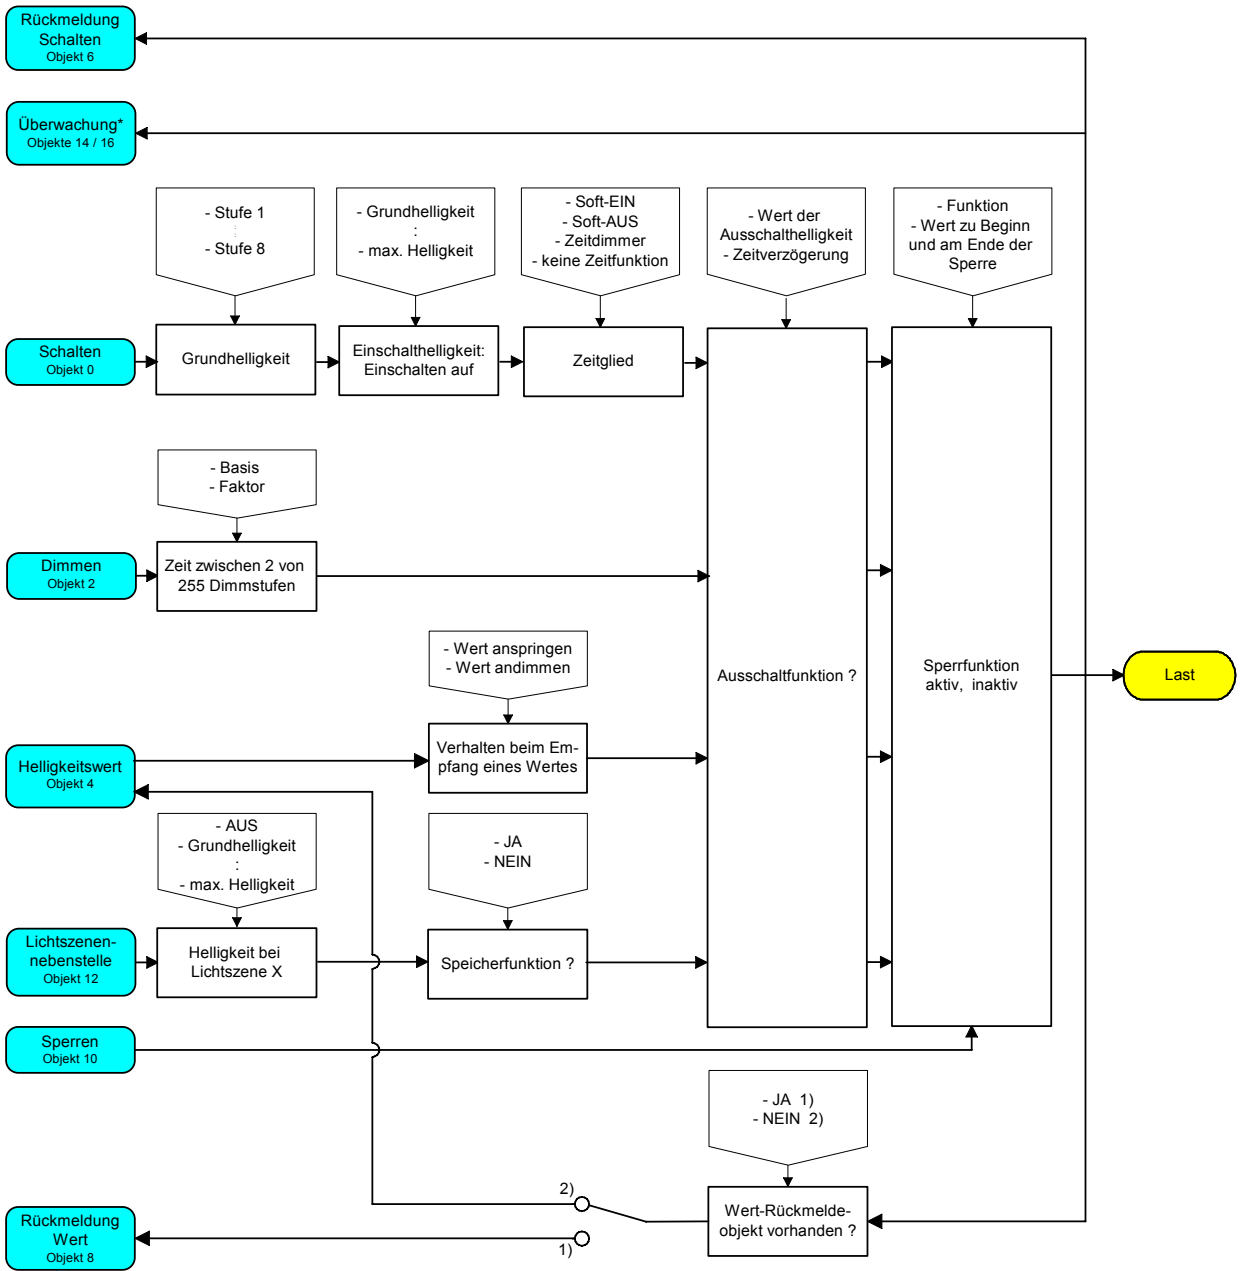 Rückmeldung
Schalten
Objekt 6
Überwachung*
Objekte 14 / 16
- Stufe 1
:
- Stufe 8
- Grundhelligkeit
:
- max. Helligkeit
- Soft-EIN
- Soft-AUS
- Zeitdimmer
- keine Zeitfunktion
- Wert der
Ausschalthelligkeit
- Zeitverzögerung
- Funktion
- Wert zu Beginn
und am Ende der
Sperre
Schalten
Objekt 0
Grundhelligkeit
Einschalthelligkeit:
Einschalten auf
Zeitglied
- Basis
- Faktor
Dimmen
Objekt 2
Zeit zwischen 2 von
255 Dimmstufen
- Wert anspringen
- Wert andimmen
Ausschaltfunktion ?
Sperrfunktion
aktiv, inaktiv
Last
Helligkeitswert
Objekt 4
Verhalten beim Em-
pfang eines Wertes
- AUS
- Grundhelligkeit
:
- max. Helligkeit
- JA
- NEIN
Lichtszenen-
nebenstelle
Objekt 12
Helligkeit bei
Lichtszene X
Speicherfunktion ?
Sperren
Objekt 10
- JA 1)
- NEIN 2)
2)
Wert-Rückmelde-
objekt vorhanden ?
Rückmeldung
Wert
Objekt 8
1)